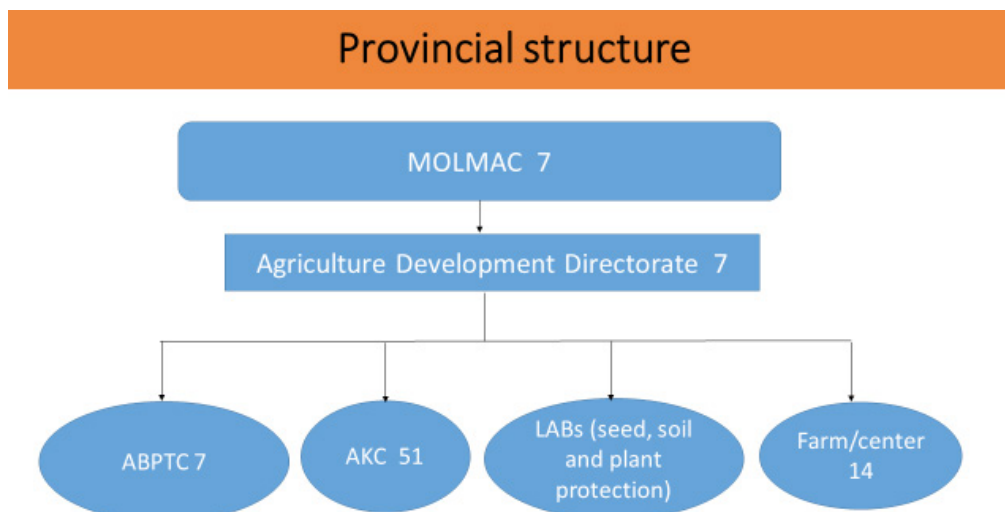 Provincial structure
MOLMAC 7
Agriculture Development Directorate 7
ABPTC 7
AKC 51
LABs (seed, soil
and plant
protection)
Farm/center
14